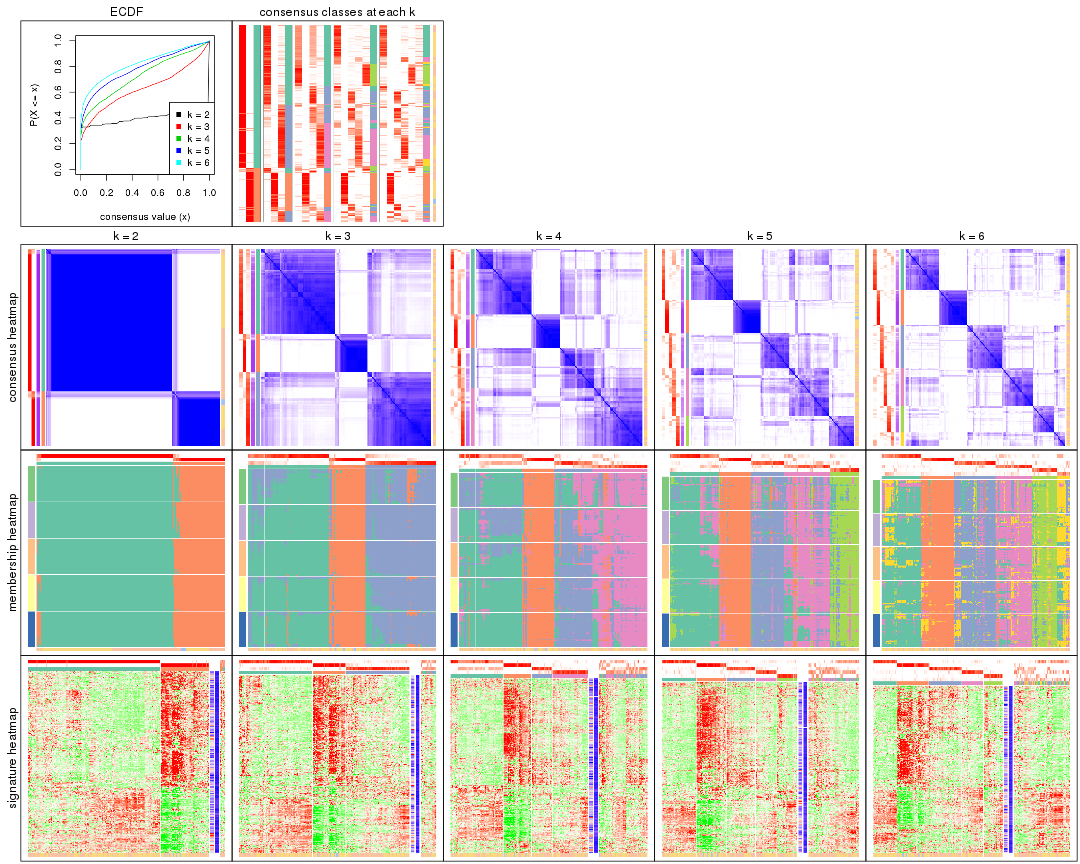 ECDF
consensus classes at each k
P(X <= x)
0.0
0.2
0.4
0.6
0.8
1.0
k = 2
k = 3
k = 4
k = 5
k = 6
0.0 0.2 0.4 0.6 0.8 1.0
consensus value (x)
k = 2
k = 3
k = 4
k = 5
k = 6
consensus heatmap
membership heatmap
signature heatmap